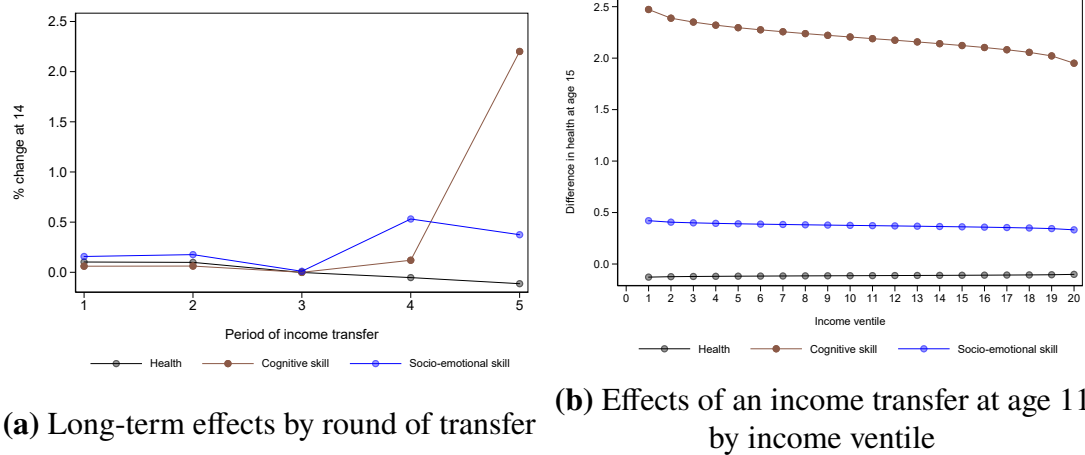 2.5
2.0
1.5
1.0
0.5
0.0
% change at 14
1 2 3 4 5
Period of income transfer
Health Cognitive skill Socio-emotional skill
(a) Long-term effects by round of transfer
2.5
2.0
1.5
1.0
0.5
0.0
Difference in health at age 15
0 1 2 3 4 5 6 7 8 9 10 11 12 13 14 15 16 17 18 19 20
Income ventile
Health Cognitive skill Socio-emotional skill
(b) Effects of an income transfer at age 11
by income ventile